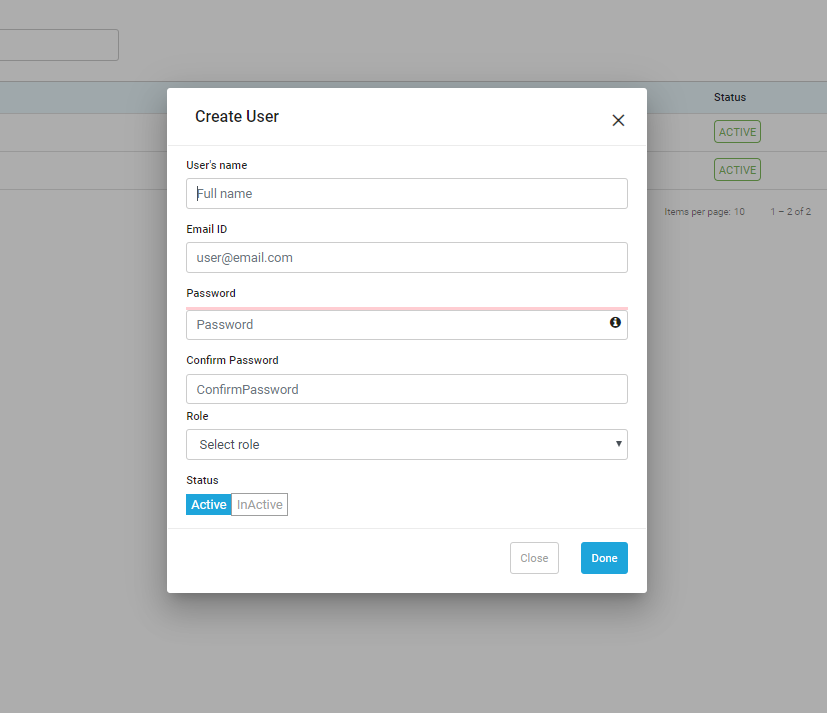 Status
ACTIVE
ACTIVE
Items per page: 10 1 – 2 of 2
Create User
User's name
Full name
Email ID
user@email.com
Password
Password
Confirm Password
ConfirmPassword
Role
Select role
Status
Active InActive
Close Done